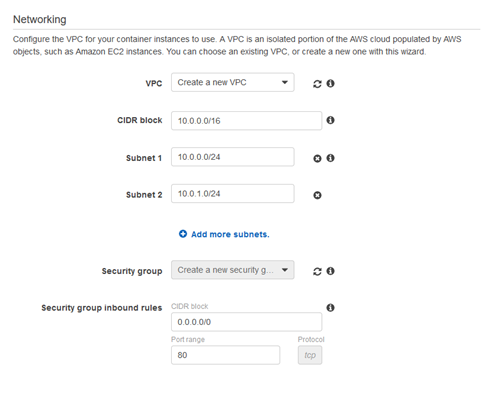 Networking
Configure the VPC for your container instances to use. A VPC is an isolated portion of the AWS cloud populated by AWS
objects, such as Amazon EC2 instances. You can choose an existing VPC, or create a new one with this wizard.
VPC Create a new VPC
CIDR block 10.0.0.0/16
Subnet 1 10.0.0.0/24
Subnet 2 10.0.1.0/24
Add more subnets.
Security group Create a new security g...
Security group inbound rules CIDR block
0.0.0.0/0
Port range Protocol
80 tcp